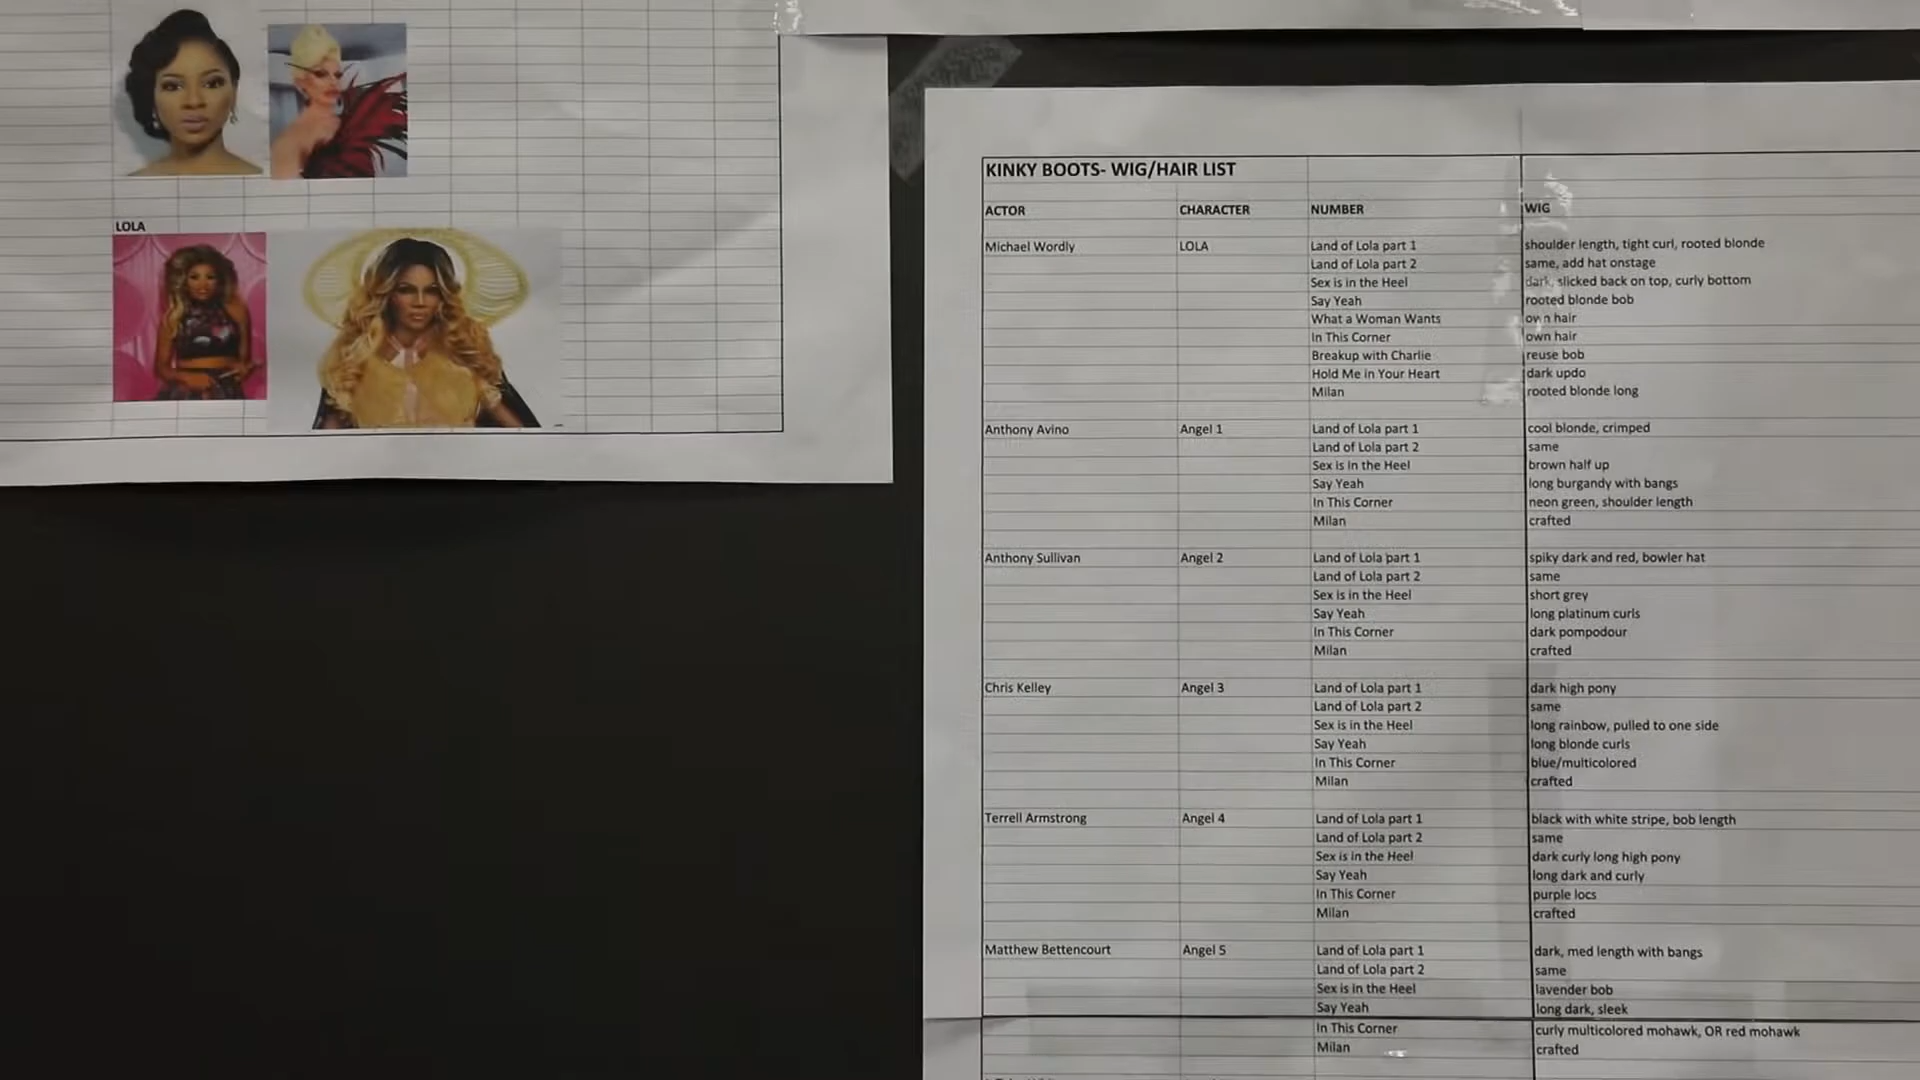 LOLA
KINKY BOOTS- WIG/HAIR LIST
ACTOR CHARACTER NUMBER WIG
Michael Wordly LOLA Land of Lola part 1 shoulder length, tight curl, rooted blonde
Land of Lola part 2 same, add hat onstage
Sex is in the Heel dark, slicked back on top, curly bottom
Say Yeah rooted blonde bob
What a Woman Wants own hair
In This Corner own hair
Breakup with Charlie reuse bob
Hold Me in Your Heart dark updo
Milan rooted blonde long
Anthony Avino Angel 1 Land of Lola part 1 cool blonde, crimped
Land of Lola part 2 same
Sex is in the Heel brown half up
Say Yeah long burgandy with bangs
In This Corner neon green, shoulder length
Milan crafted
Anthony Sullivan Angel 2 Land of Lola part 1 spiky dark and red, bowler hat
Land of Lola part 2 same
Sex is in the Heel short grey
Say Yeah long platinum curls
In This Corner dark pompodour
Milan crafted
Chris Kelley Angel 3 Land of Lola part 1 dark high pony
Land of Lola part 2 same
Sex is in the Heel long rainbow, pulled to one side
Say Yeah long blonde curls
In This Corner blue/multicolored
Milan crafted
Terrell Armstrong Angel 4 Land of Lola part 1 black with white stripe, bob length
Land of Lola part 2 same
Sex is in the Heel dark curly long high pony
Say Yeah long dark and curly
In This Corner purple locs
Milan crafted
Matthew Bettencourt Angel 5 Land of Lola part 1 dark, med length with bangs
Land of Lola part 2 same
Sex is in the Heel lavender bob
Say Yeah long dark, sleek
In This Corner curly multicolored mohawk, OR red mohawk
Milan crafted